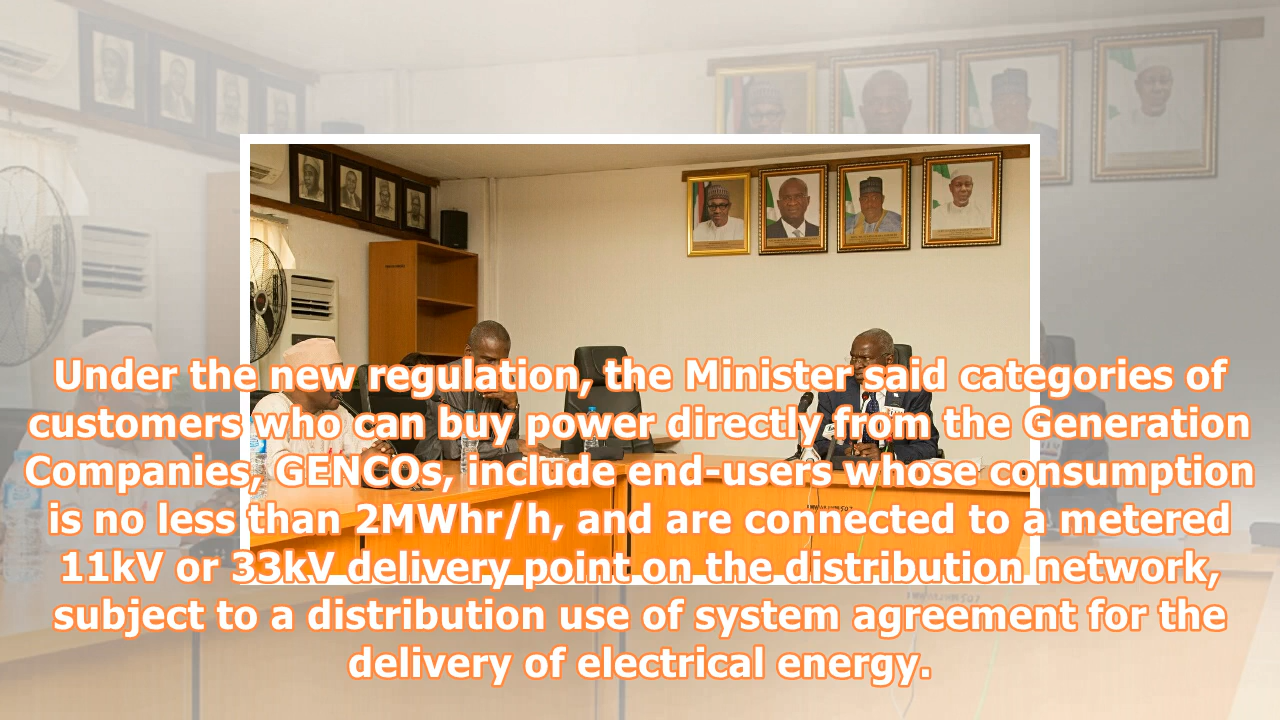 Under the new regulation, the Minister said categories of
customers who can buy power directly from the Generation
Companies, GENCOs, include end-users whose consumption
is no less than 2MWhr/h, and are connected to a metered
11kV or 33kV delivery point on the distribution network,
subject to a distribution use of system agreement for the
delivery of electrical energy.